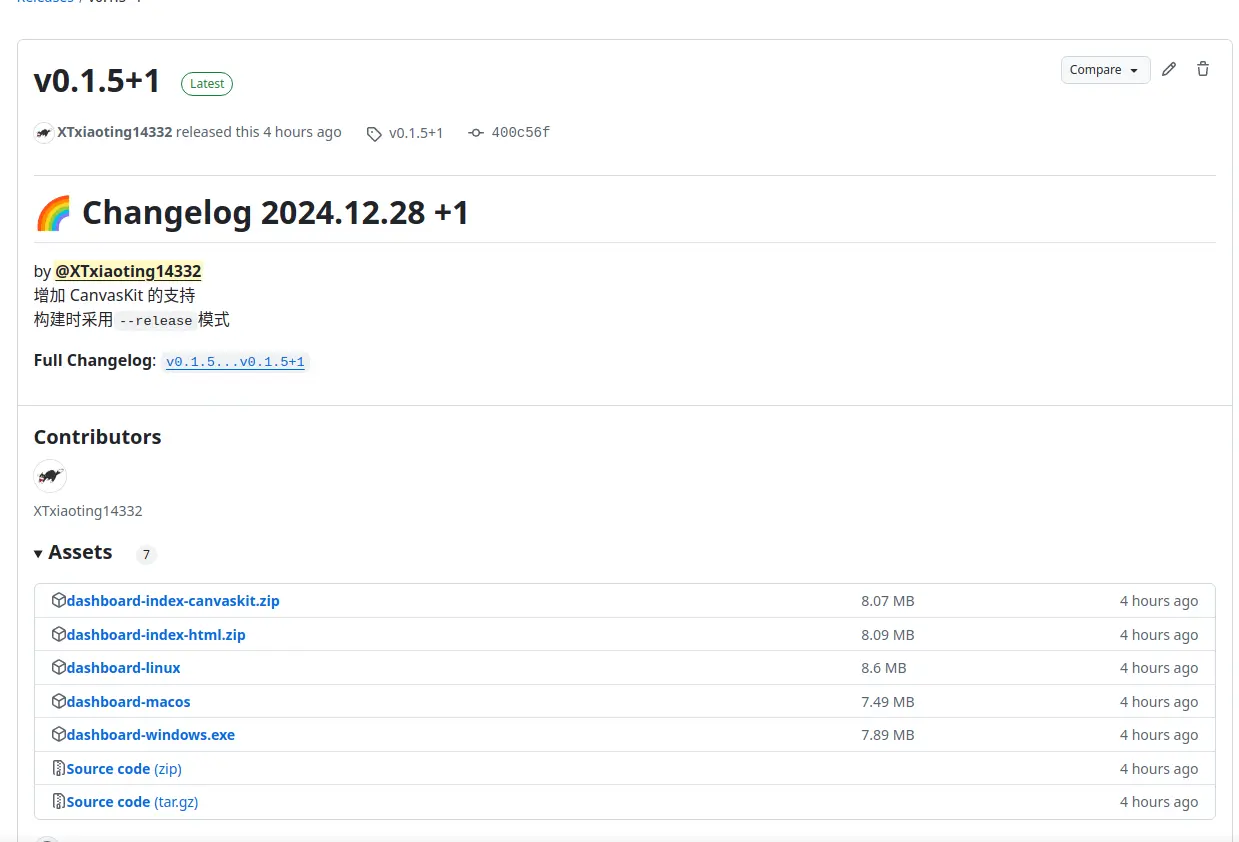 v0.1.5+1 Latest
Compare
XTxiaoting14332 released this 4 hours ago v0.1.5+1 400c56f
🌈 Changelog 2024.12.28 +1
by @XTxiaoting14332
增加 CanvasKit 的支持
构建时采用 --release 模式
Full Changelog: v0.1.5...v0.1.5+1
Contributors
XTxiaoting14332
Assets 7
dashboard-index-canvaskit.zip 8.07 MB 4 hours ago
dashboard-index-html.zip 8.09 MB 4 hours ago
dashboard-linux 8.6 MB 4 hours ago
dashboard-macos 7.49 MB 4 hours ago
dashboard-windows.exe 7.89 MB 4 hours ago
Source code (zip) 4 hours ago
Source code (tar.gz) 4 hours ago